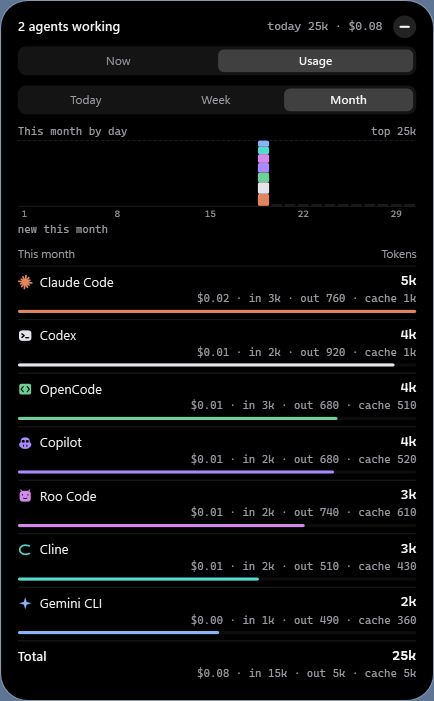 2 agents working today 25k · $0.08
Now Usage
Today Week Month
This month by day top 25k
1 8 15 22 29
new this month
This month Tokens
Claude Code 5k
$0.02 · in 3k · out 760 · cache 1k
Codex 4k
$0.01 · in 2k · out 920 · cache 1k
OpenCode 4k
$0.01 · in 3k · out 680 · cache 510
Copilot 4k
$0.01 · in 2k · out 680 · cache 520
Roo Code 3k
$0.01 · in 2k · out 740 · cache 610
Cline 3k
$0.01 · in 2k · out 510 · cache 430
Gemini CLI 2k
$0.00 · in 1k · out 490 · cache 360
Total 25k
$0.08 · in 15k · out 5k · cache 5k